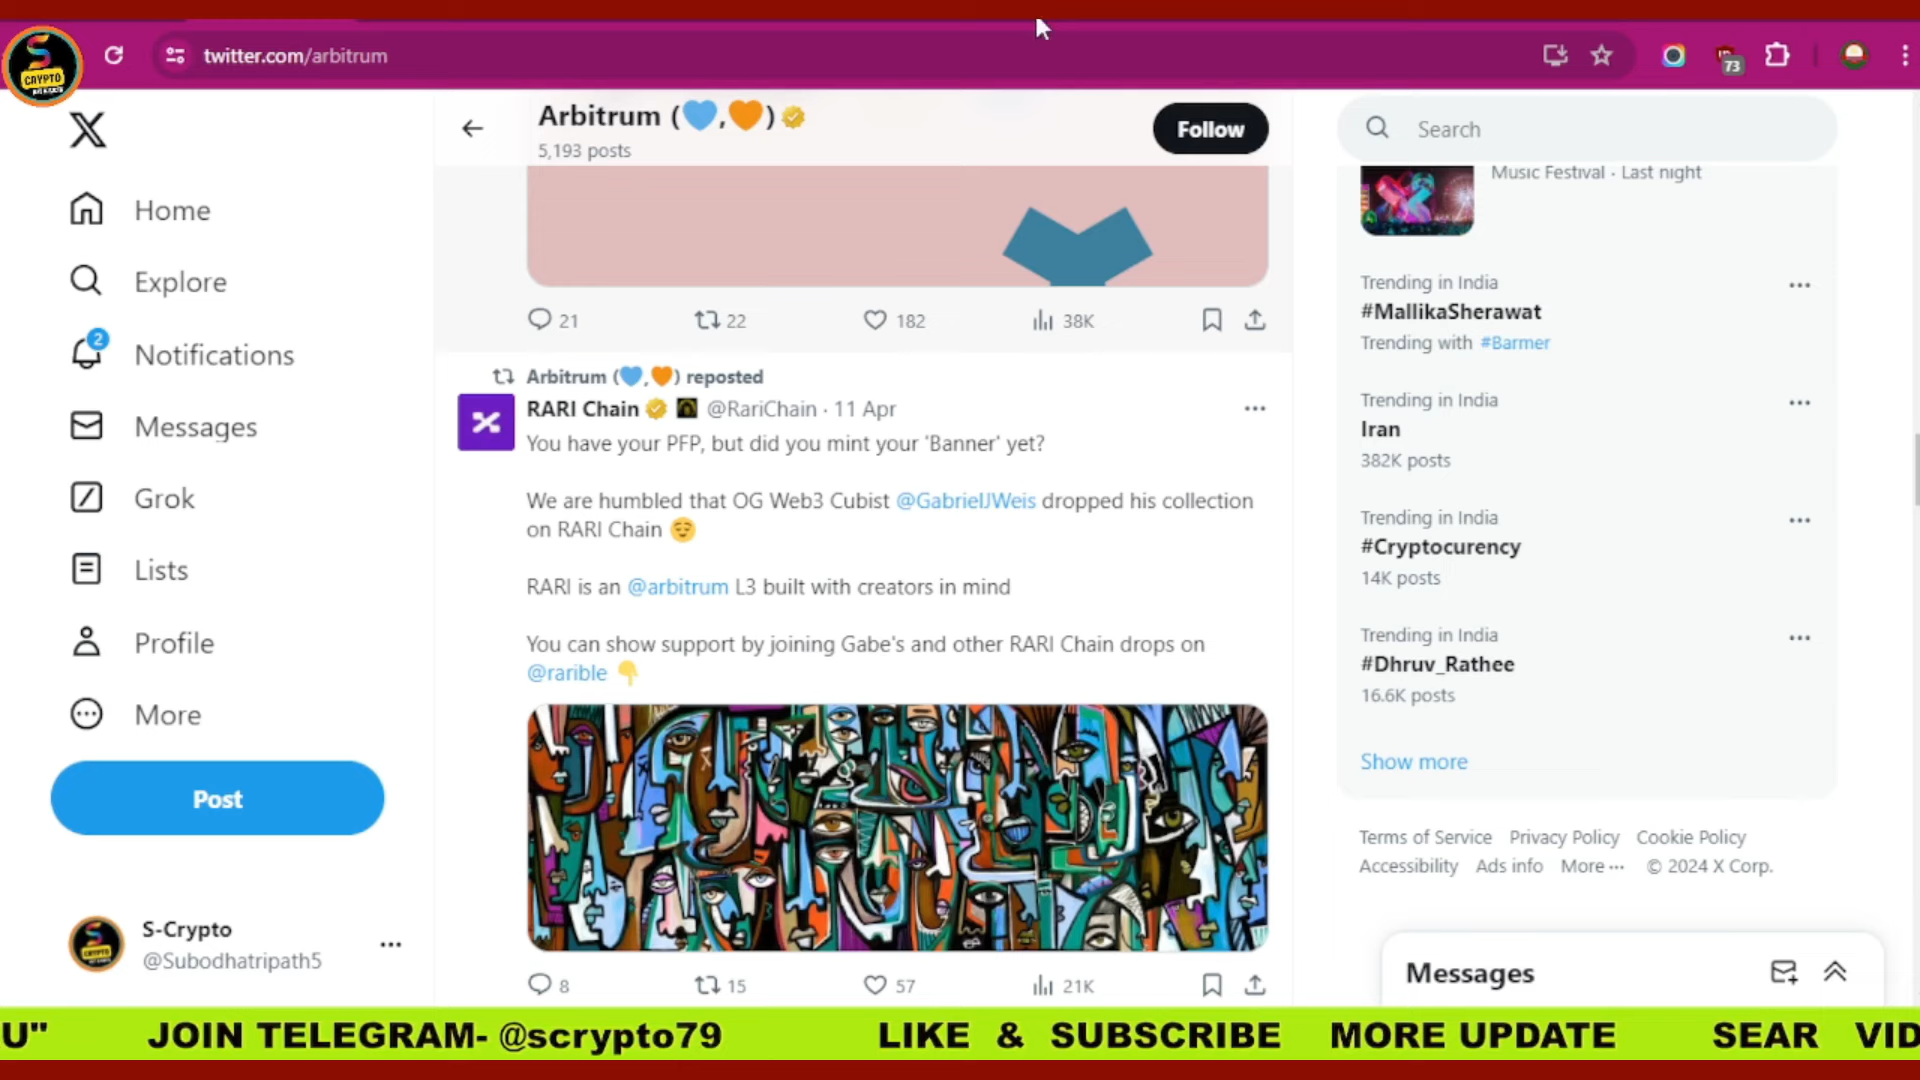 CRYPTO
twitter.com/arbitrum
73
Arbitrum (💙,🧡)
5,193 posts
Follow
Search
Music Festival · Last night
Home
Explore
2
Notifications
Messages
Grok
Lists
Profile
More
Post
S-Crypto
@Subodhatripath5
21 22 182 38K
Arbitrum (💙,🧡) reposted
RARI Chain @RariChain · 11 Apr
You have your PFP, but did you mint your 'Banner' yet?
We are humbled that OG Web3 Cubist @GabrielJWeis dropped his collection
on RARI Chain 😌
RARI is an @arbitrum L3 built with creators in mind
You can show support by joining Gabe's and other RARI Chain drops on
@rarible 👇
8 15 57 21K
Trending in India
#MallikaSherawat
Trending with #Barmer
Trending in India
Iran
382K posts
Trending in India
#Cryptocurency
14K posts
Trending in India
#Dhruv_Rathee
16.6K posts
Show more
Terms of Service Privacy Policy Cookie Policy
Accessibility Ads info More ··· © 2024 X Corp.
Messages
U" JOIN TELEGRAM- @scrypto79 LIKE & SUBSCRIBE MORE UPDATE SEAR VID